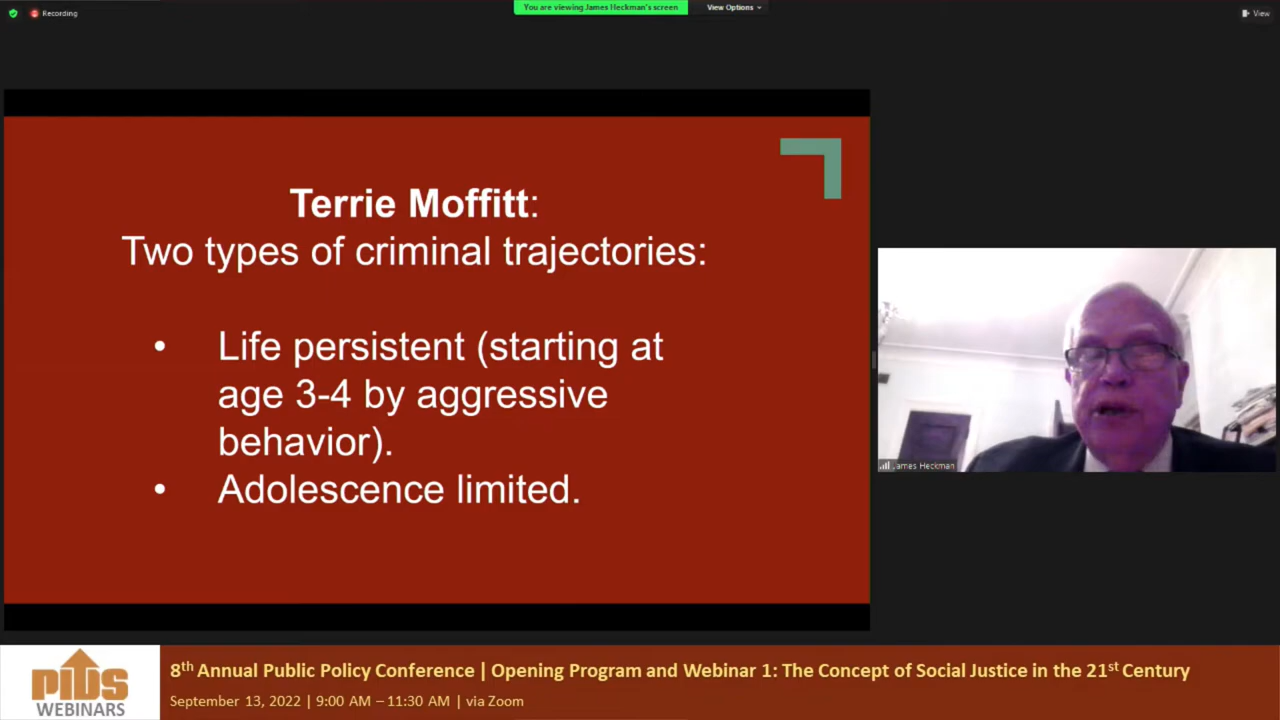 Recording
You are viewing James Heckman's screen
View Options
View
Terrie Moffitt:
Two types of criminal trajectories:
• Life persistent (starting at
age 3-4 by aggressive
behavior).
• Adolescence limited.
James Heckman
PIDS
WEBINARS
8th Annual Public Policy Conference | Opening Program and Webinar 1: The Concept of Social Justice in the 21st Century
September 13, 2022 | 9:00 AM – 11:30 AM | via Zoom